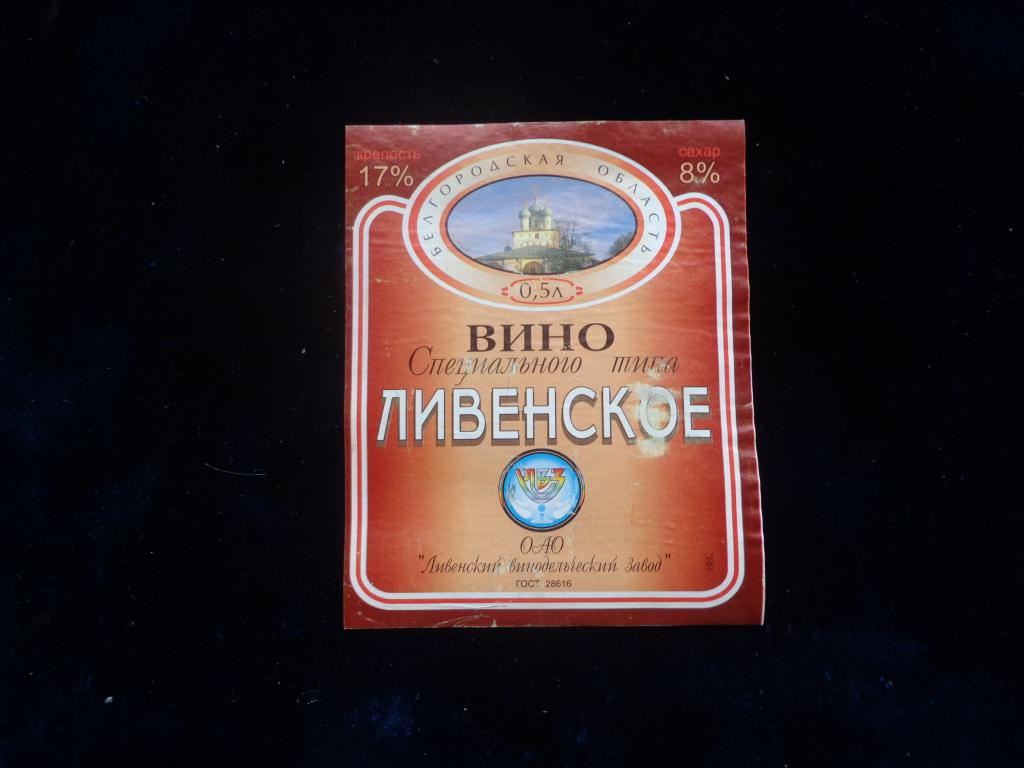 крепость
17%
сахар
8%
БЕЛГОРОДСКАЯ ОБЛАСТЬ
0,5л
ВИНО
Специального типа
ЛИВЕНСКОЕ
ОАО
"Ливенский винодельческий завод"
ГОСТ 28616